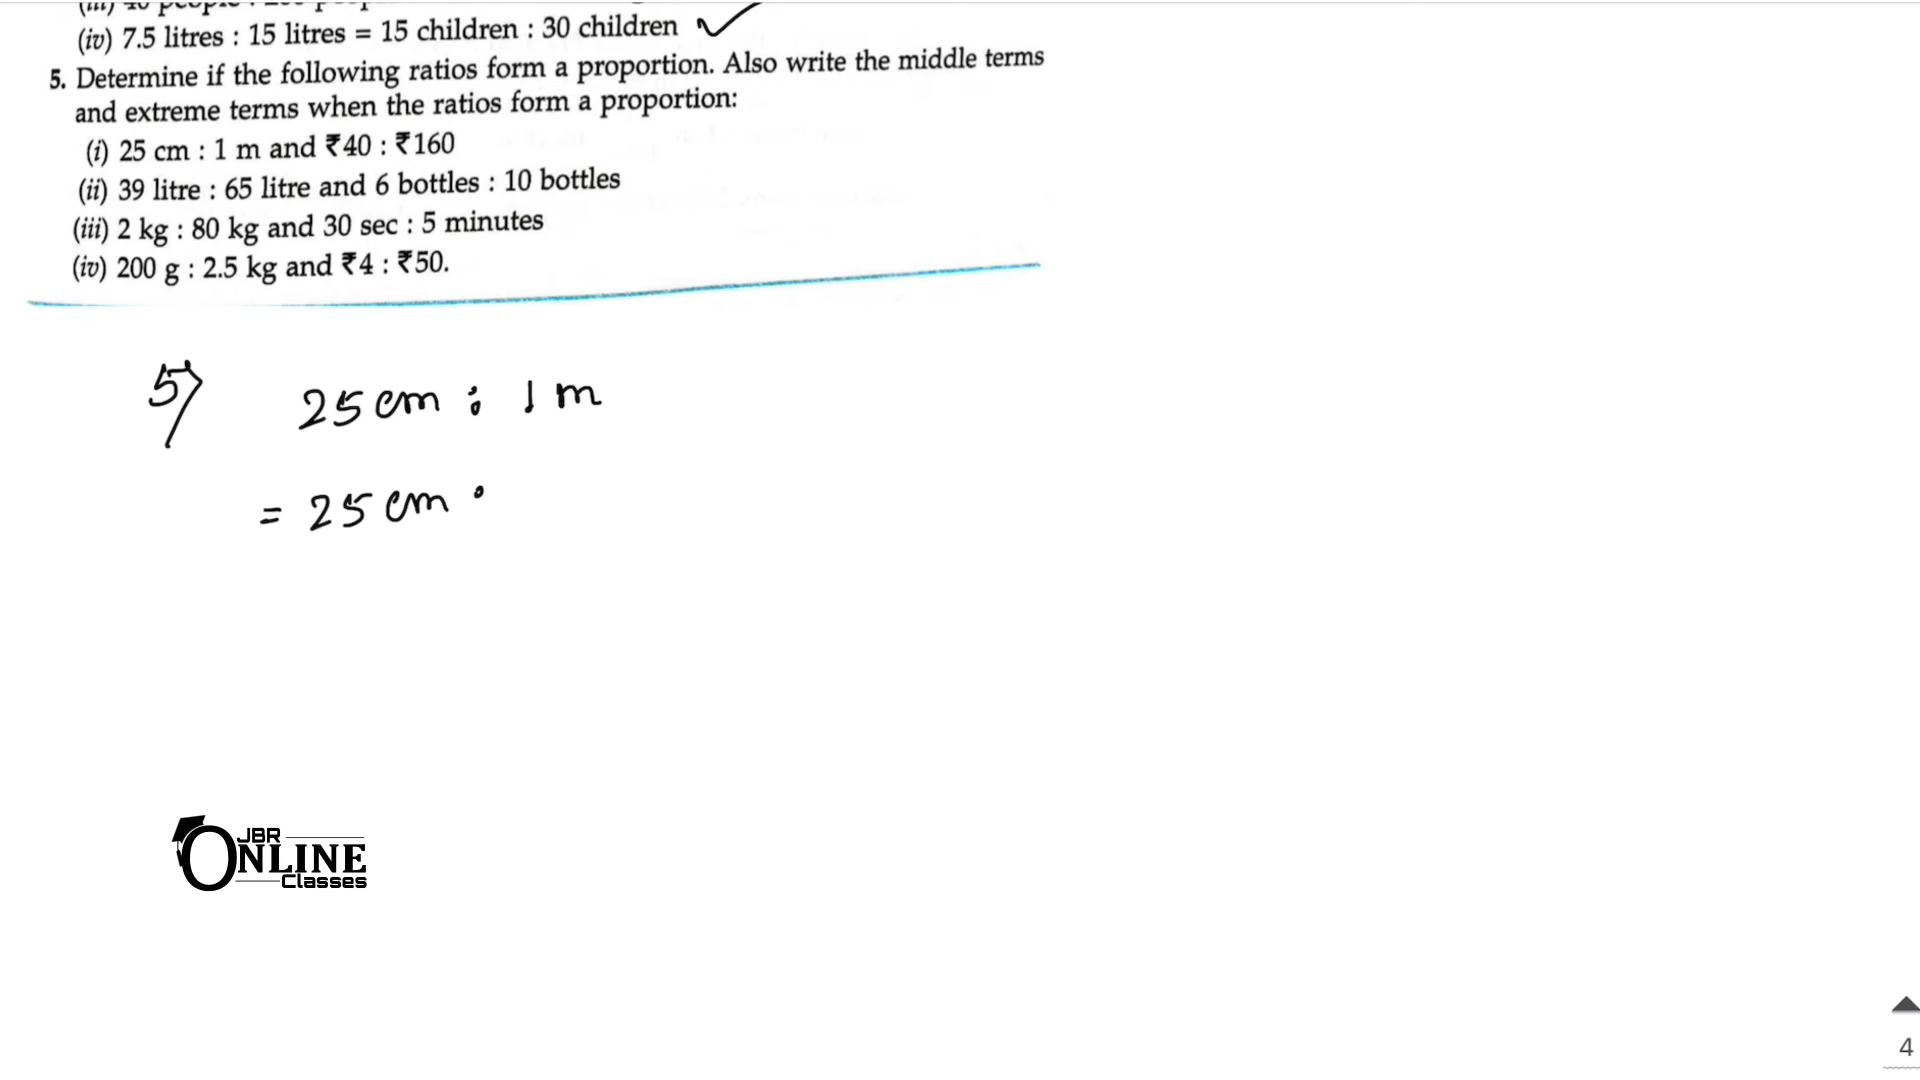 (iv) 7.5 litres : 15 litres = 15 children : 30 children
5. Determine if the following ratios form a proportion. Also write the middle terms
and extreme terms when the ratios form a proportion:
(i) 25 cm : 1 m and ₹40 : ₹160
(ii) 39 litre : 65 litre and 6 bottles : 10 bottles
(iii) 2 kg : 80 kg and 30 sec : 5 minutes
(iv) 200 g : 2.5 kg and ₹4 : ₹50.
5) 25 cm : 1 m
= 25 cm
JBR
ONLINE
Classes
4